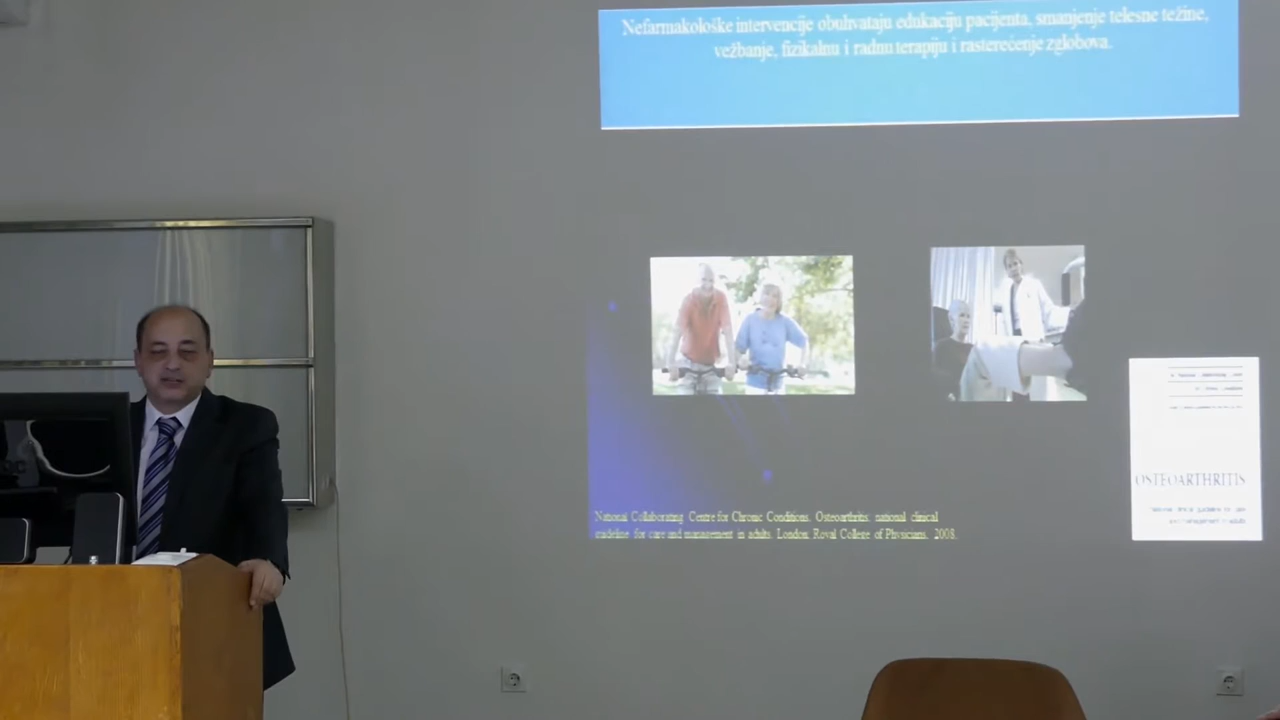 Nefarmakološke intervencije obuhvataju edukaciju pacijenta, smanjenje telesne težine,
vežbanje, fizikalnu i radnu terapiju i rasterećenje zglobova.
National Collaborating Centre for Chronic Conditions. Osteoarthritis: national clinical
guideline for care and management in adults. London: Royal College of Physicians, 2008.
OSTEOARTHRITIS